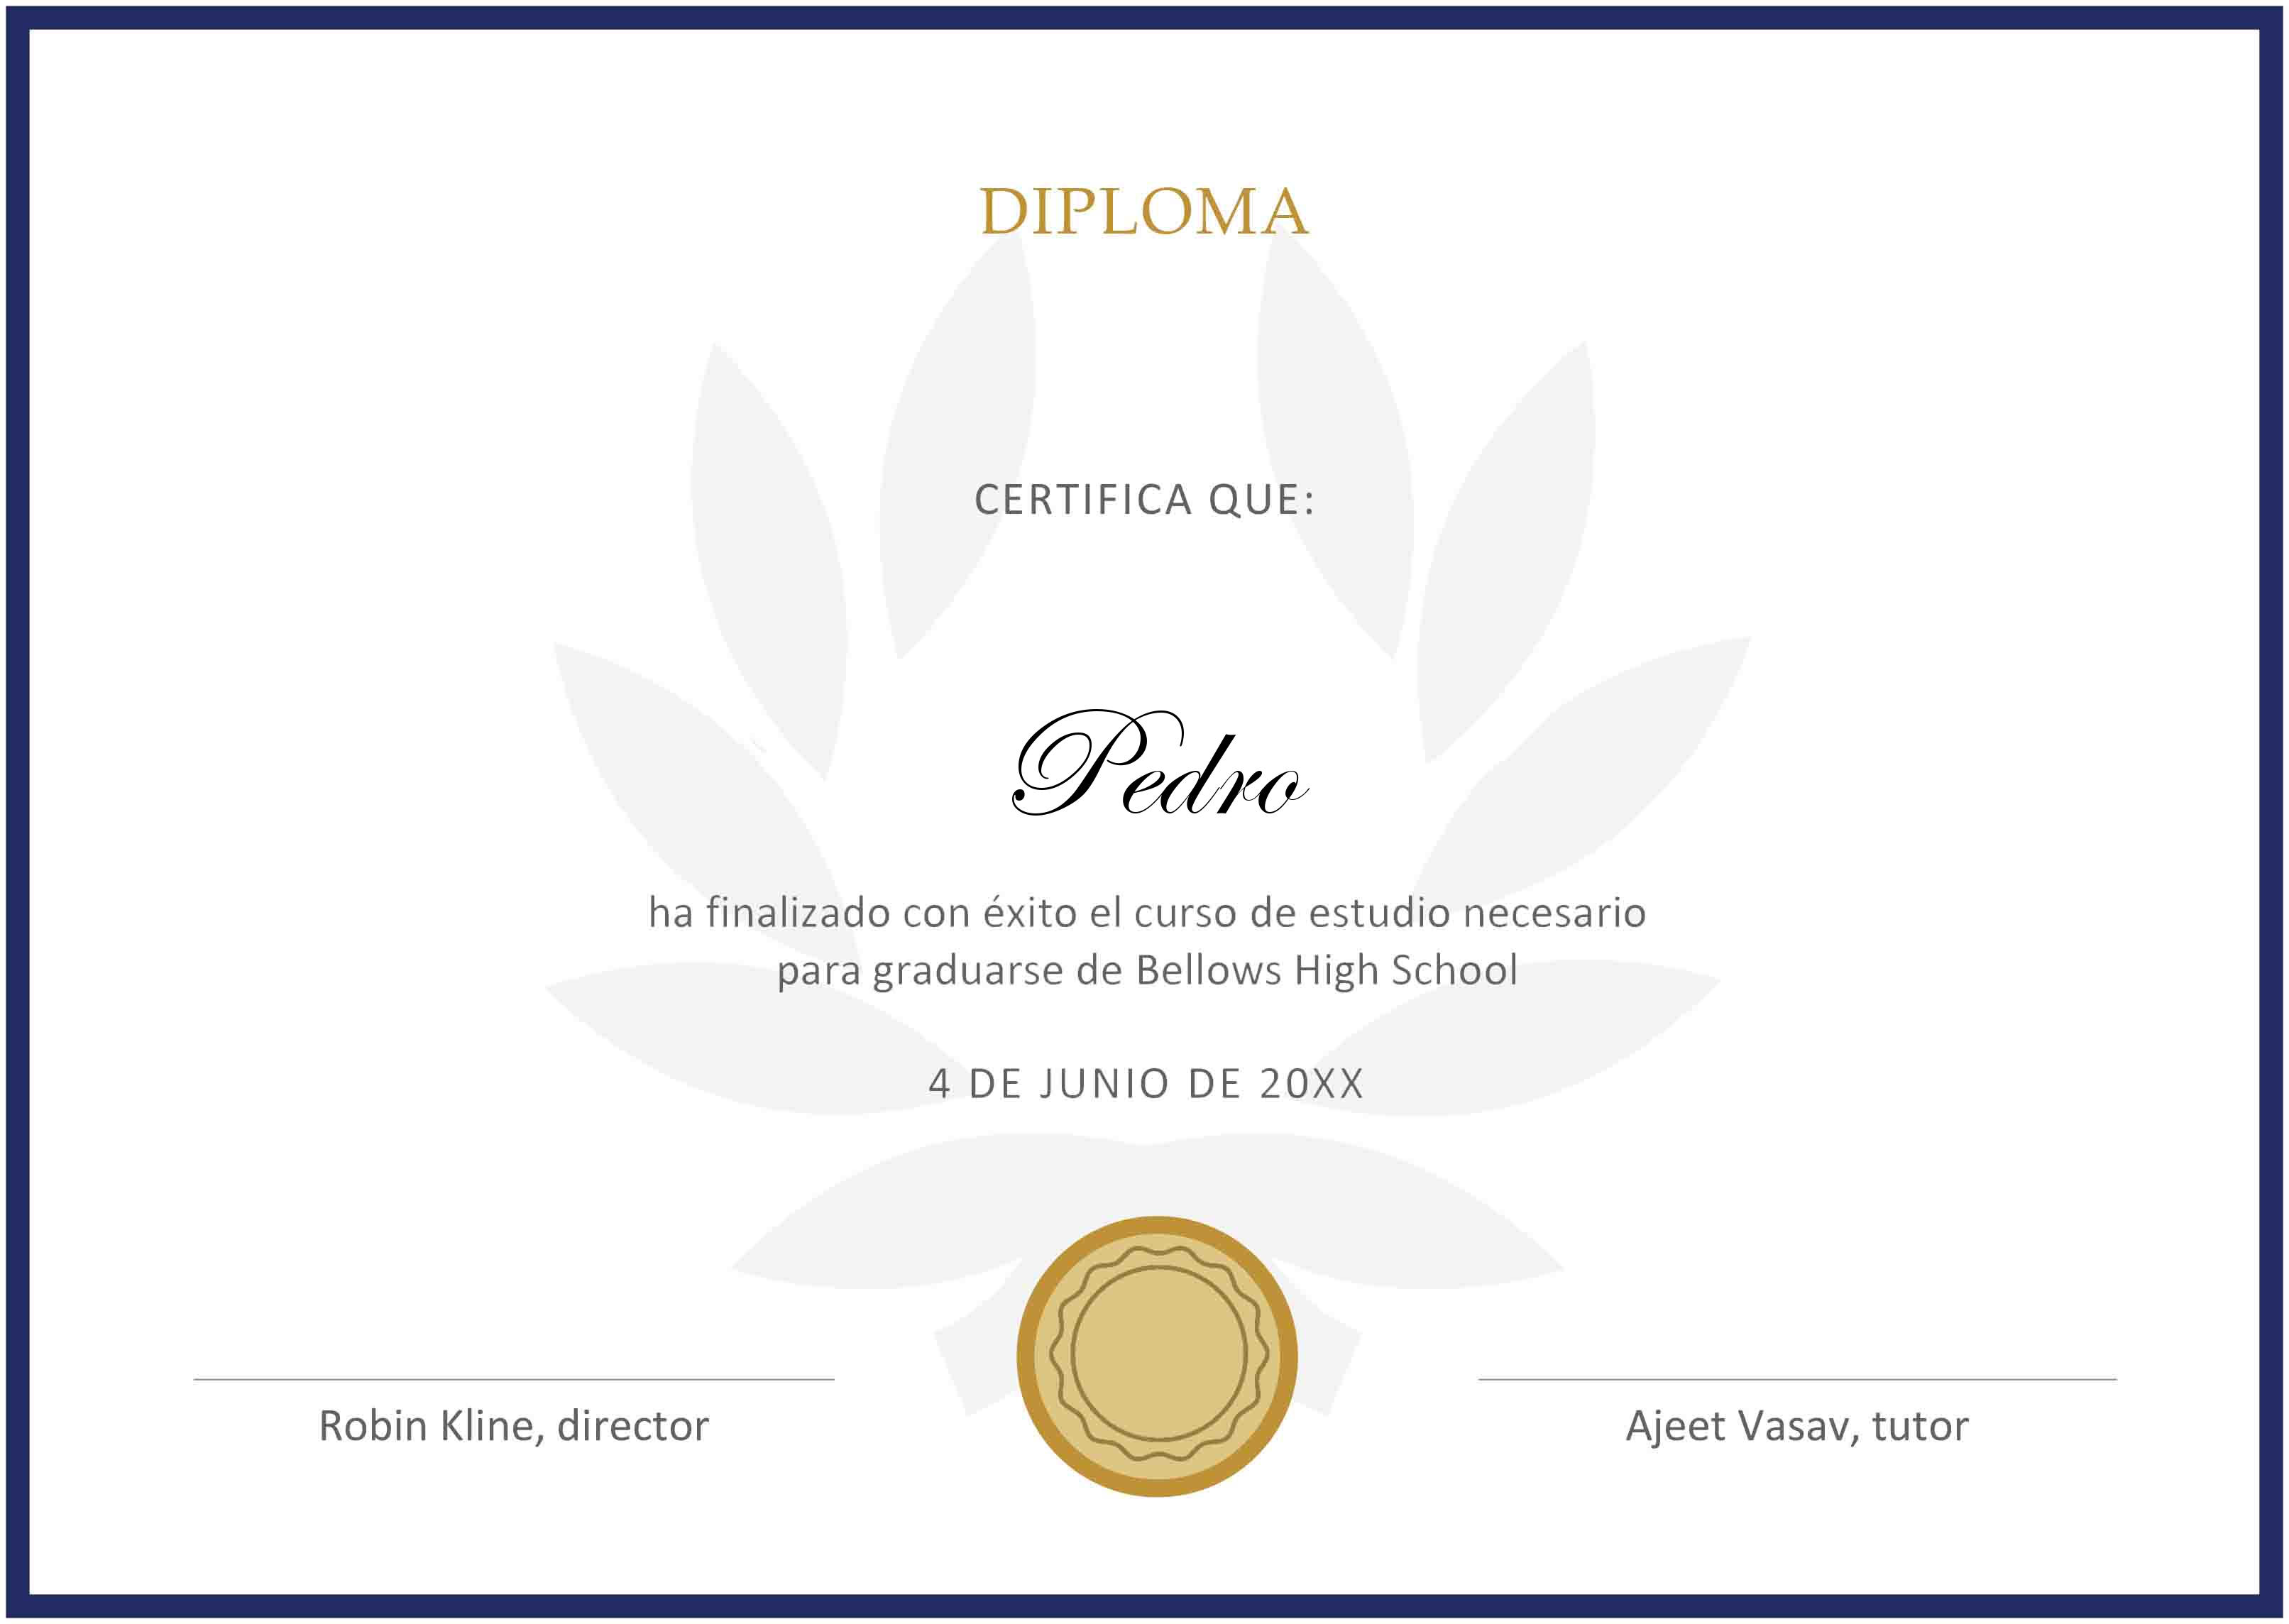 DIPLOMA
CERTIFICA QUE:
Pedro
ha finalizado con éxito el curso de estudio necesario
para graduarse de Bellows High School
4 DE JUNIO DE 20XX
Robin Kline, director
Ajeet Vasav, tutor